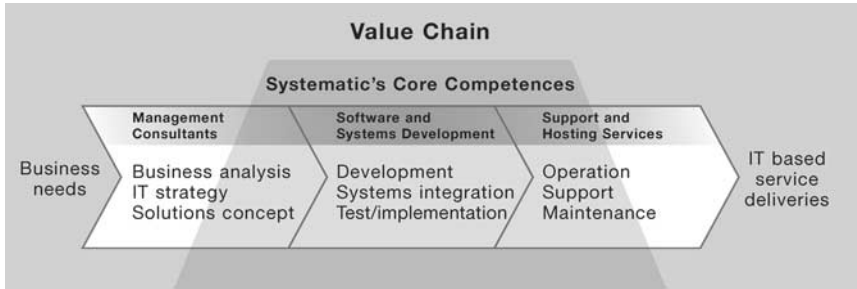 Value Chain
Systematic's Core Competences
Business
needs
Management
Consultants
Business analysis
IT strategy
Solutions concept
Software and
Systems Development
Development
Systems integration
Test/implementation
Support and
Hosting Services
Operation
Support
Maintenance
IT based
service
deliveries